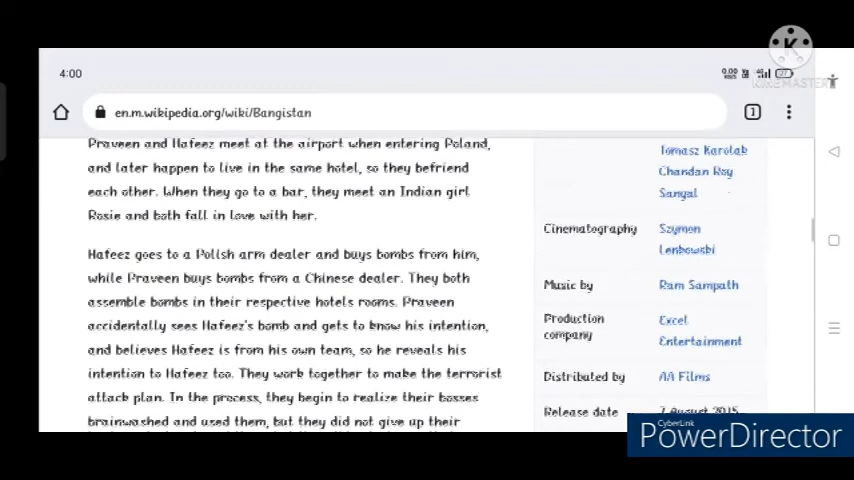 4:00
0.00
KB/S
4G
27
KINEMASTER
en.m.wikipedia.org/wiki/Bangistan
1
Praveen and Hafeez meet at the airport when entering Poland,
and later happen to live in the same hotel, so they befriend
each other. When they go to a bar, they meet an Indian girl
Rosie and both fall in love with her.
Hafeez goes to a Polish arm dealer and buys bombs from him,
while Praveen buys bombs from a Chinese dealer. They both
assemble bombs in their respective hotels rooms. Praveen
accidentally sees Hafeez's bomb and gets to know his intention,
and believes Hafeez is from his own team, so he reveals his
intention to Hafeez too. They work together to make the terrorist
attack plan. In the process, they begin to realize their bosses
brainwashed and used them, but they did not give up their
Tomasz Karolak
Chandan Roy
Sanyal
Cinematography
Szymon
Lenkowski
Music by
Ram Sampath
Production
company
Excel
Entertainment
Distributed by
AA Films
Release date
7 August 2015
CyberLink
PowerDirector